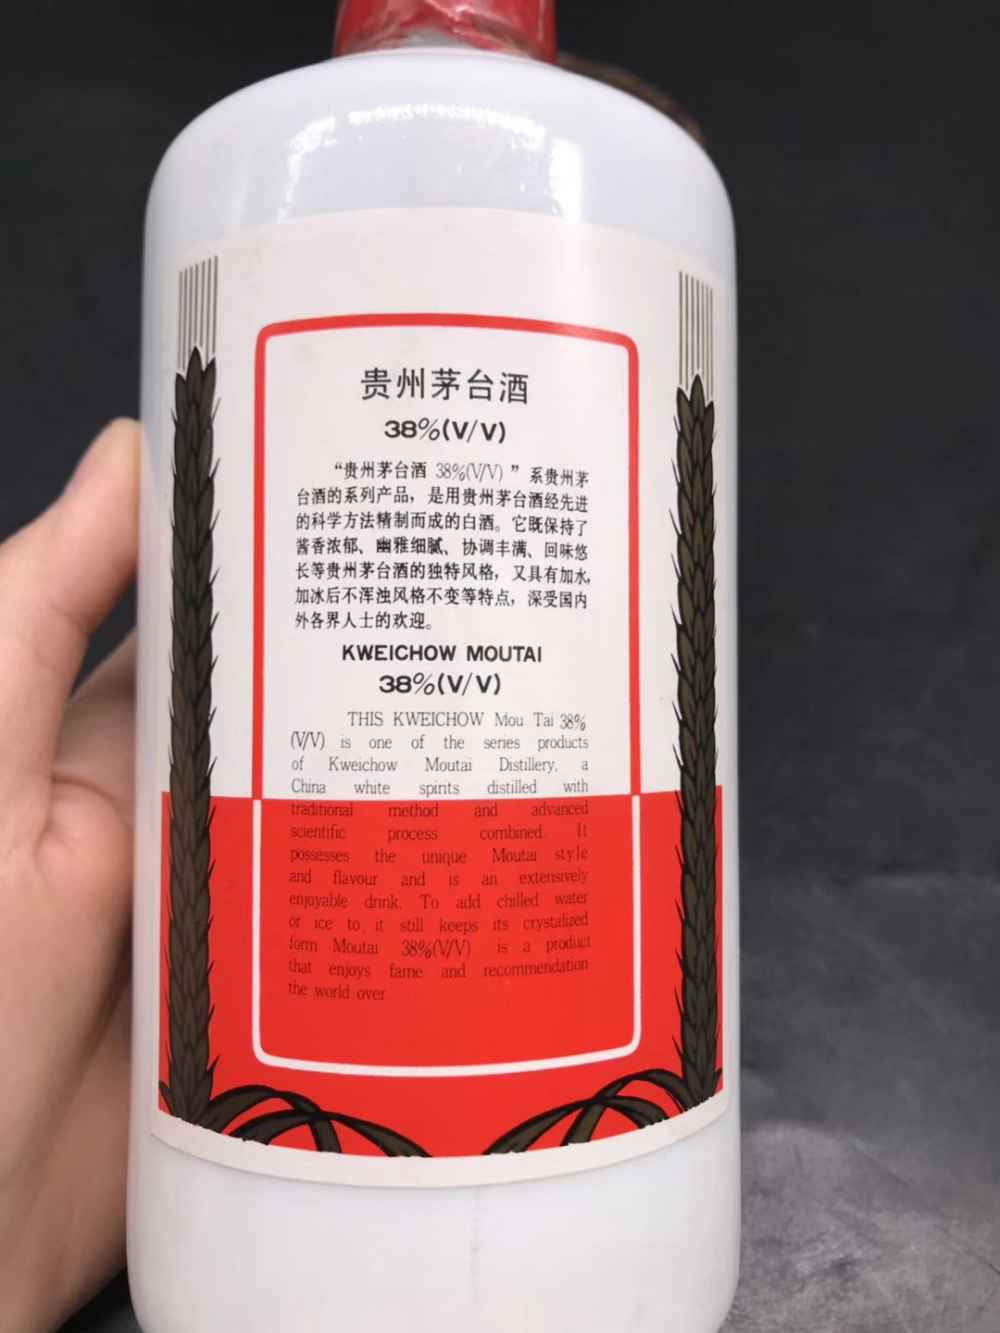 贵州茅台酒
38%(V/V)
“贵州茅台酒 38%(V/V)”系贵州茅
台酒的系列产品，是用贵州茅台酒经先进
的科学方法精制而成的白酒。它既保持了
酱香浓郁、幽雅细腻、协调丰满、回味悠
长等贵州茅台酒的独特风格，又具有加水，
加冰后不浑浊风格不变等特点，深受国内
外各界人士的欢迎。
KWEICHOW MOUTAI
38%(V/V)
THIS KWEICHOW Mou Tai 38%
(V/V) is one of the series products
of Kweichow Moutai Distillery, a
China white spirits distilled with
traditional method and advanced
scientific process combined. It
possesses the unique Moutai style
and flavour and is an extensively
enjoyable drink. To add chilled water
or ice to it still keeps its crystalized
form Moutai 38%(V/V) is a product
that enjoys fame and recommendation
the world over.